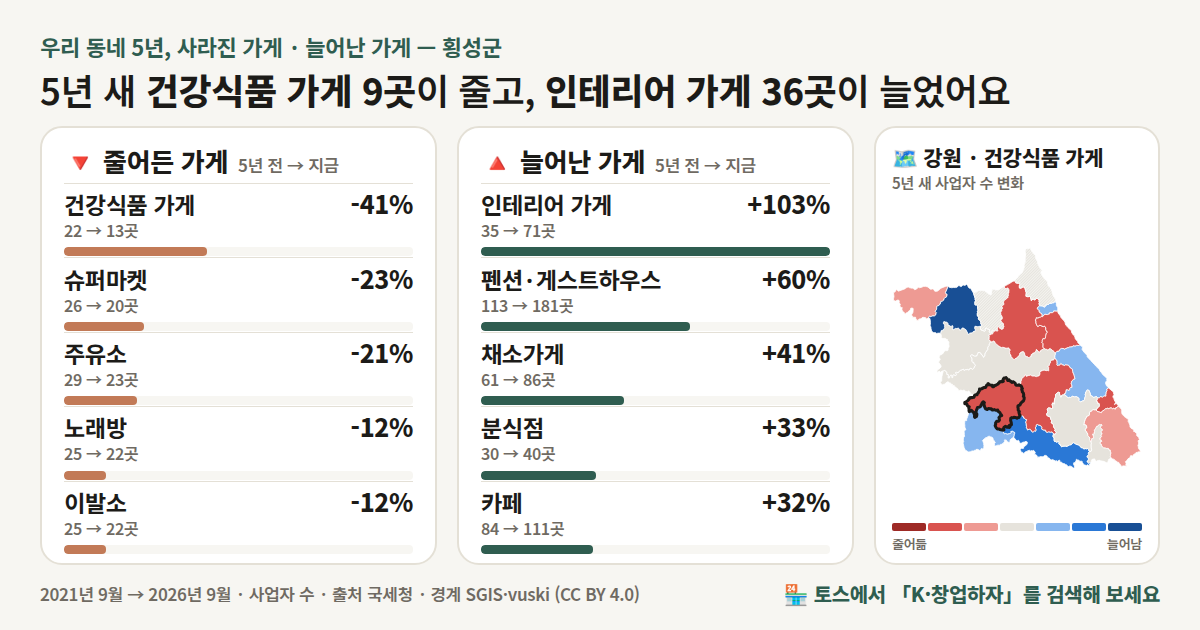 우리 동네 5년, 사라진 가게 · 늘어난 가게 — 횡성군
5년 새 건강식품 가게 9곳이 줄고, 인테리어 가게 36곳이 늘었어요
🔻 줄어든 가게 5년 전 → 지금
건강식품 가게 -41%
22 → 13곳
슈퍼마켓 -23%
26 → 20곳
주유소 -21%
29 → 23곳
노래방 -12%
25 → 22곳
이발소 -12%
25 → 22곳
🔺 늘어난 가게 5년 전 → 지금
인테리어 가게 +103%
35 → 71곳
펜션·게스트하우스 +60%
113 → 181곳
채소가게 +41%
61 → 86곳
분식점 +33%
30 → 40곳
카페 +32%
84 → 111곳
🗺️ 강원 · 건강식품 가게
5년 새 사업자 수 변화
줄어듦 늘어남
2021년 9월 → 2026년 9월 · 사업자 수 · 출처 국세청 · 경계 SGIS·vuski (CC BY 4.0)
🏪 토스에서 「K·창업하자」를 검색해 보세요